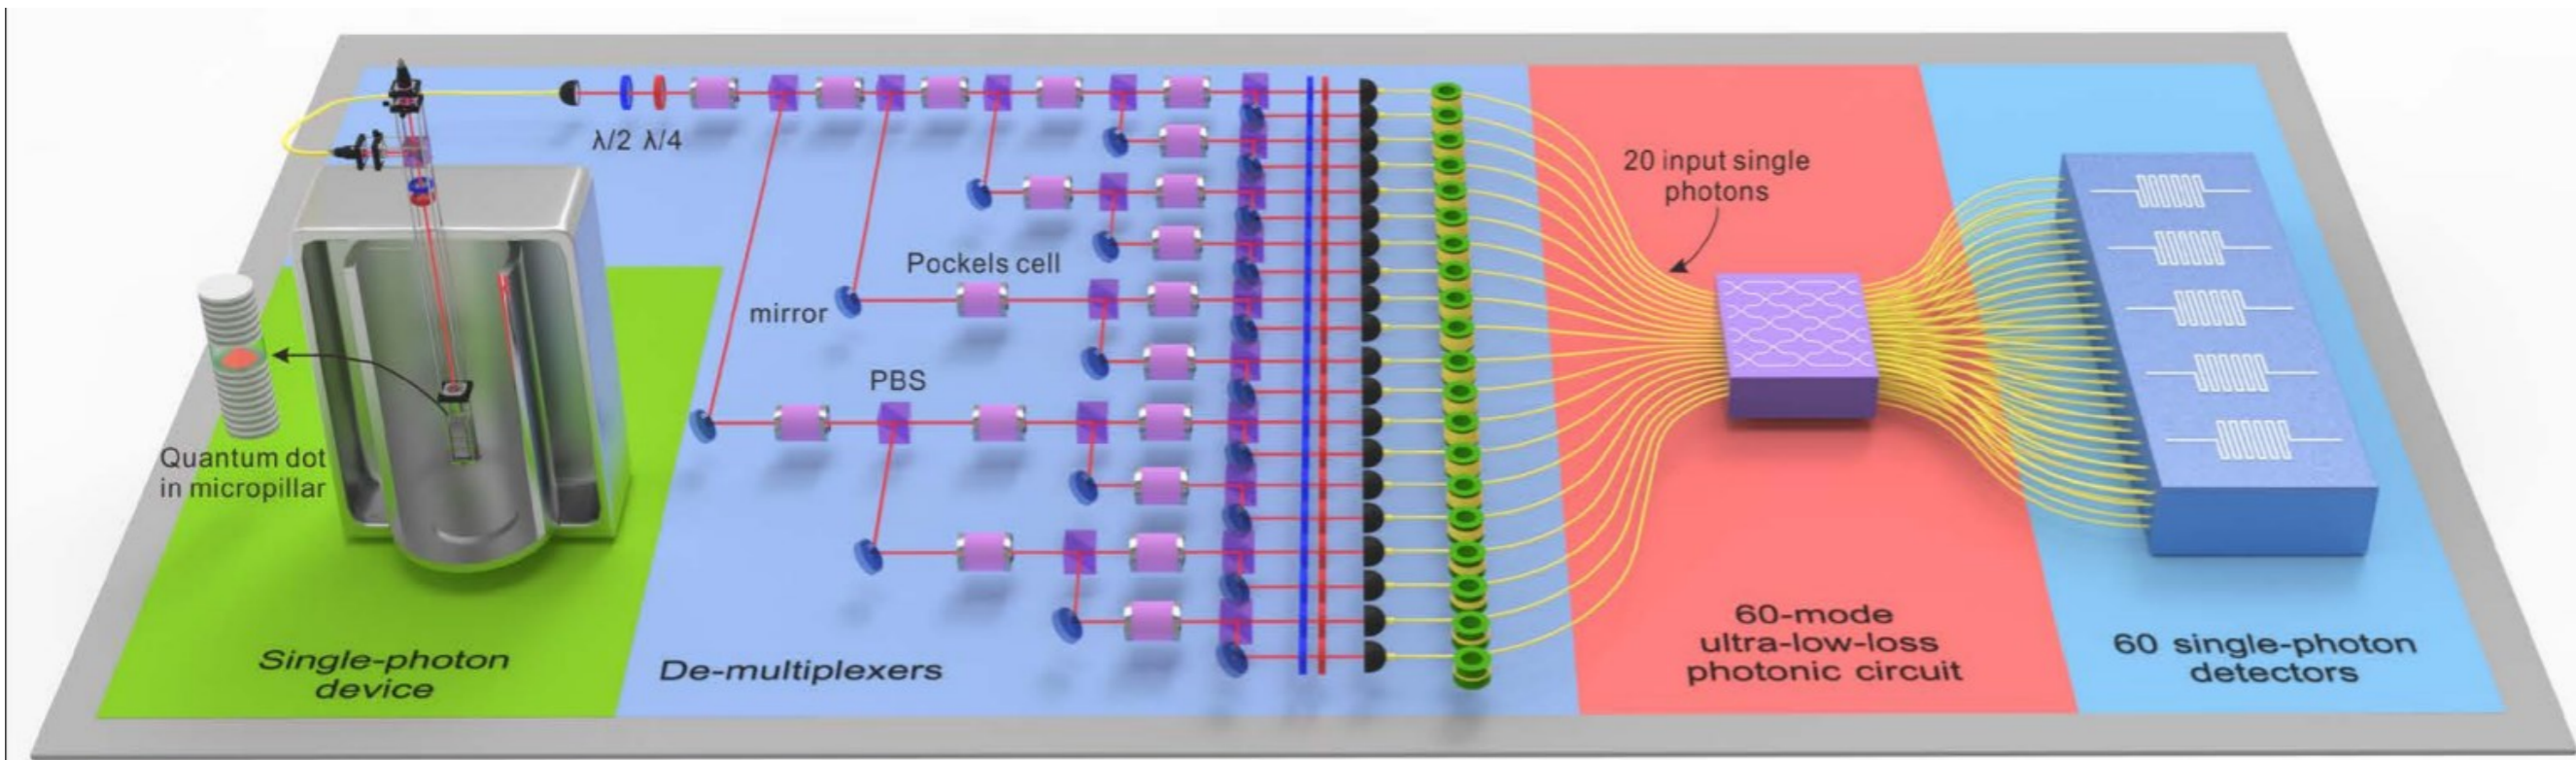 λ/2 λ/4
20 input single
photons
Pockels cell
mirror
PBS
Quantum dot
in micropillar
Single-photon
device
De-multiplexers
60-mode
ultra-low-loss
photonic circuit
60 single-photon
detectors